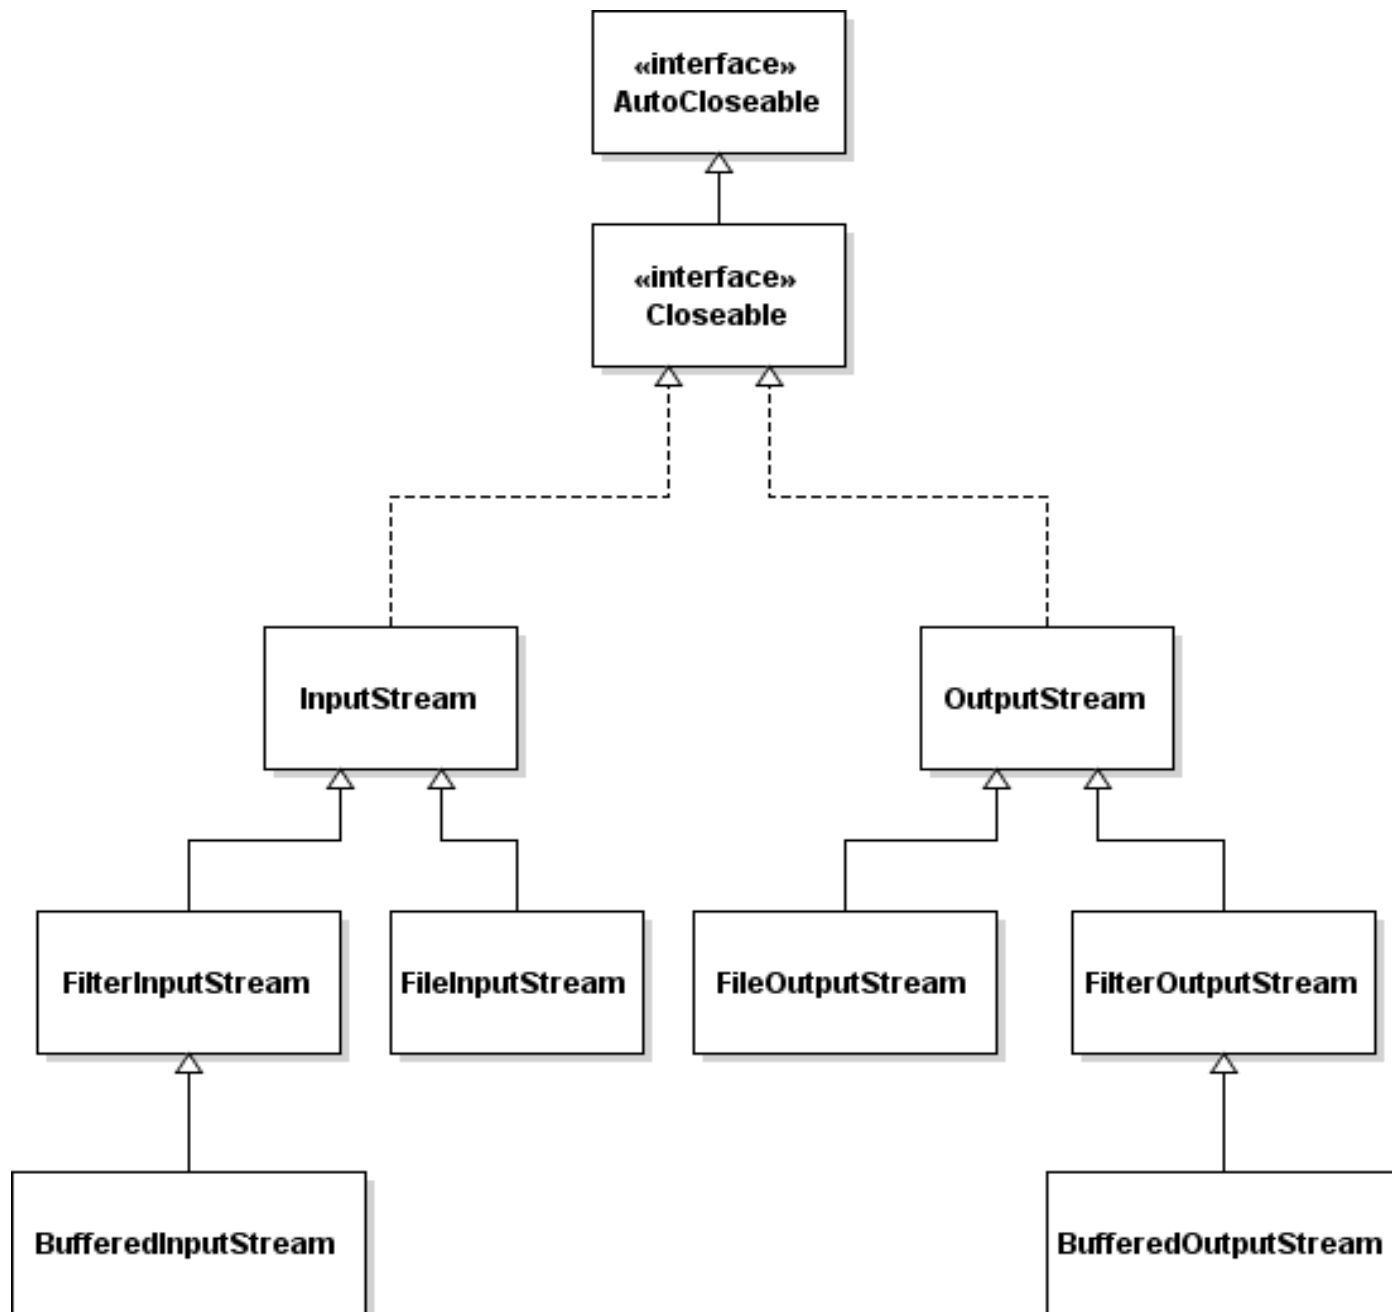 «interface»
AutoCloseable
«interface»
Closeable
InputStream
OutputStream
FilterInputStream
FileInputStream
FileOutputStream
FilterOutputStream
BufferedInputStream
BufferedOutputStream